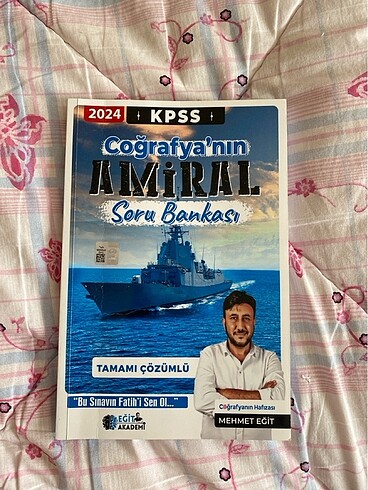 2024 KPSS
Coğrafya'nın
AMİRAL
Soru Bankası
TAMAMI ÇÖZÜMLÜ
"Bu Sınavın Fatih'i Sen Ol..."
EĞİT
AKADEMİ
Coğrafyanın Hafızası
MEHMET EĞİT